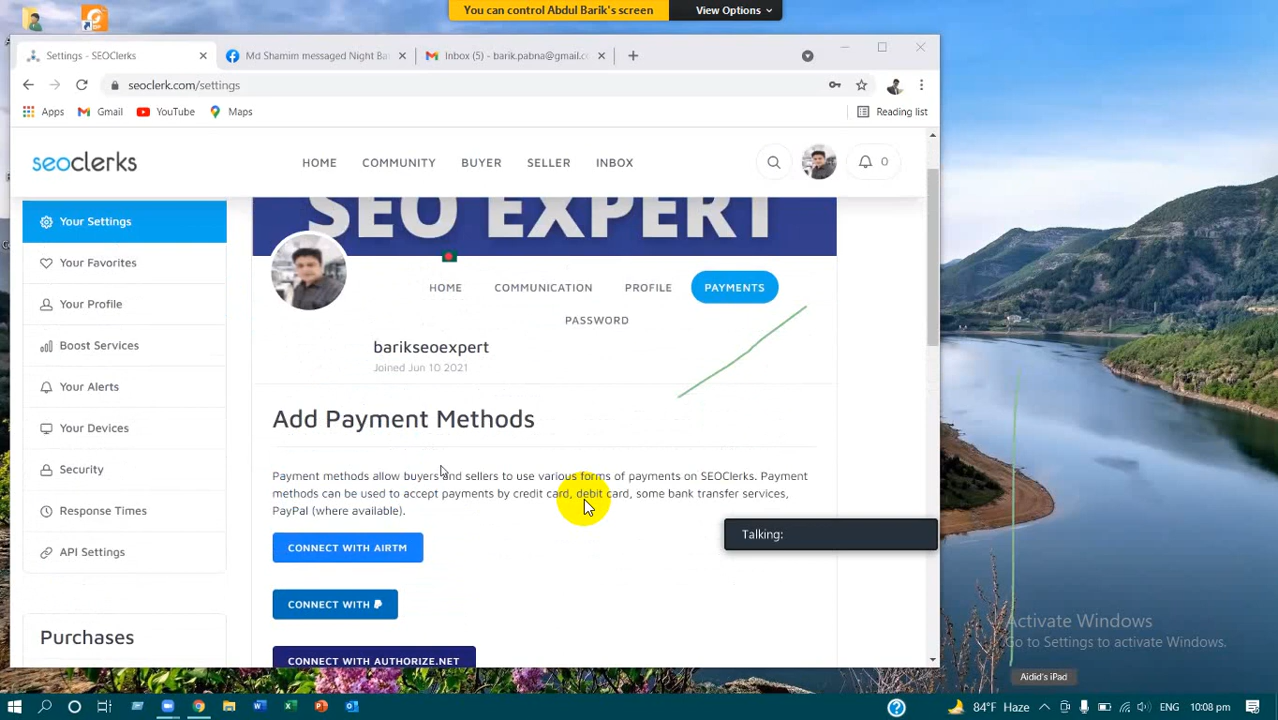 You can control Abdul Barik's screen
View Options
Settings - SEOClerks
Md Shamim messaged Night Ba
Inbox (5) - barik.pabna@gmail.c
seoclerk.com/settings
Apps
Gmail
YouTube
Maps
Reading list
seoclerks
HOME
COMMUNITY
BUYER
SELLER
INBOX
0
Your Settings
Your Favorites
Your Profile
Boost Services
Your Alerts
Your Devices
Security
Response Times
API Settings
Purchases
SEO EXPERT
HOME
COMMUNICATION
PROFILE
PAYMENTS
PASSWORD
barikseoexpert
Joined Jun 10 2021
Add Payment Methods
Payment methods allow buyers and sellers to use various forms of payments on SEOClerks. Payment
methods can be used to accept payments by credit card, debit card, some bank transfer services,
PayPal (where available).
CONNECT WITH AIRTM
CONNECT WITH
CONNECT WITH AUTHORIZE.NET
Talking:
Activate Windows
Go to Settings to activate Windows.
Aidid's iPad
84°F Haze
ENG
10:08 pm